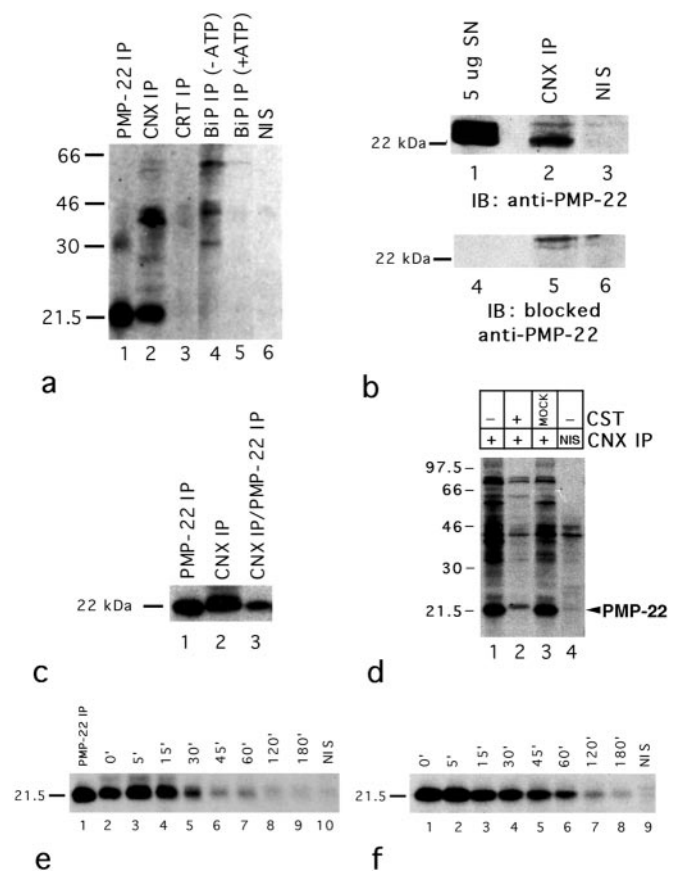 PMP-22 IP
CNX IP
CRT IP
BiP IP (-ATP)
BiP IP (+ATP)
NIS
66
46
30
21.5
1 2 3 4 5 6
a
5 ug SN
CNX IP
NIS
22 kDa
1 2 3
IB: anti-PMP-22
22 kDa
4 5 6
IB: blocked
anti-PMP-22
b
PMP-22 IP
CNX IP
CNX IP/PMP-22 IP
22 kDa
1 2 3
c
– + MOCK – CST
+ + + NIS CNX IP
97.5
66
46
30
21.5
PMP-22
1 2 3 4
d
PMP-22 IP 0' 5' 15' 30' 45' 60' 120' 180' NIS
21.5
1 2 3 4 5 6 7 8 9 10
e
0' 5' 15' 30' 45' 60' 120' 180' NIS
21.5
1 2 3 4 5 6 7 8 9
f